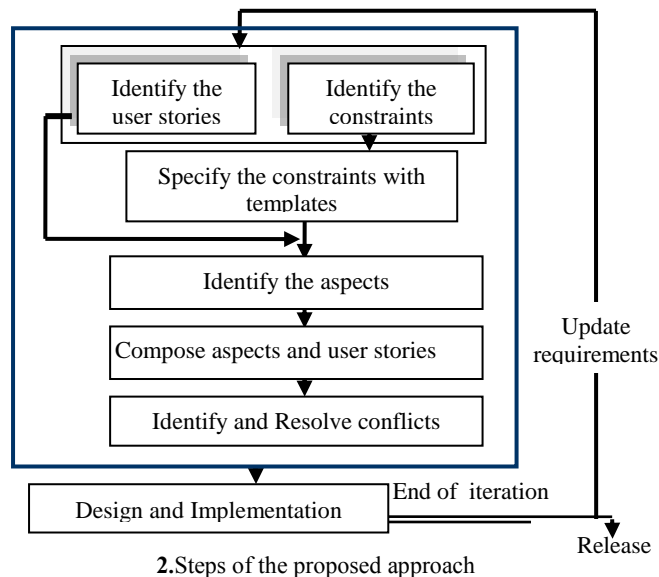 Identify the
user stories
Identify the
constraints
Specify the constraints with
templates
Identify the aspects
Compose aspects and user stories
Identify and Resolve conflicts
Update
requirements
Design and Implementation
End of iteration
Release
2.Steps of the proposed approach